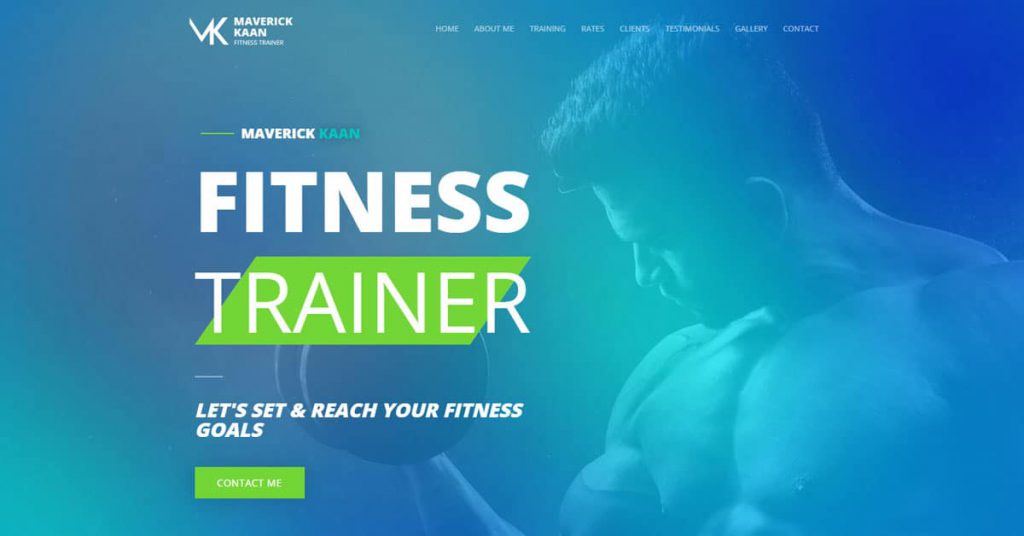 MAVERICK
KAAN
FITNESS TRAINER
HOME ABOUT ME TRAINING RATES CLIENTS TESTIMONIALS GALLERY CONTACT
MAVERICK KAAN
FITNESS
TRAINER
LET'S SET & REACH YOUR FITNESS
GOALS
CONTACT ME